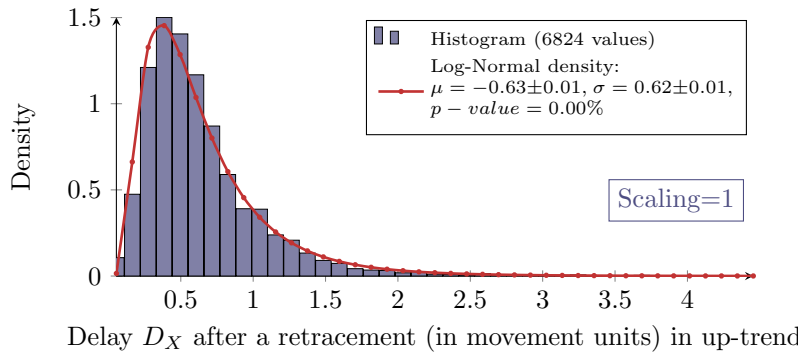 1.5
1
0.5
0
Density
Histogram (6824 values)
Log-Normal density:
μ = −0.63±0.01, σ = 0.62±0.01,
p − value = 0.00%
Scaling=1
0.5 1 1.5 2 2.5 3 3.5 4
Delay D_X after a retracement (in movement units) in up-trend